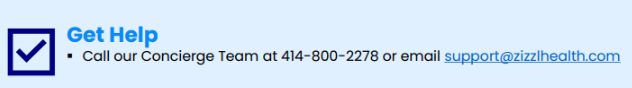 Get Help
▪ Call our Concierge Team at 414-800-2278 or email support@zizzlhealth.com